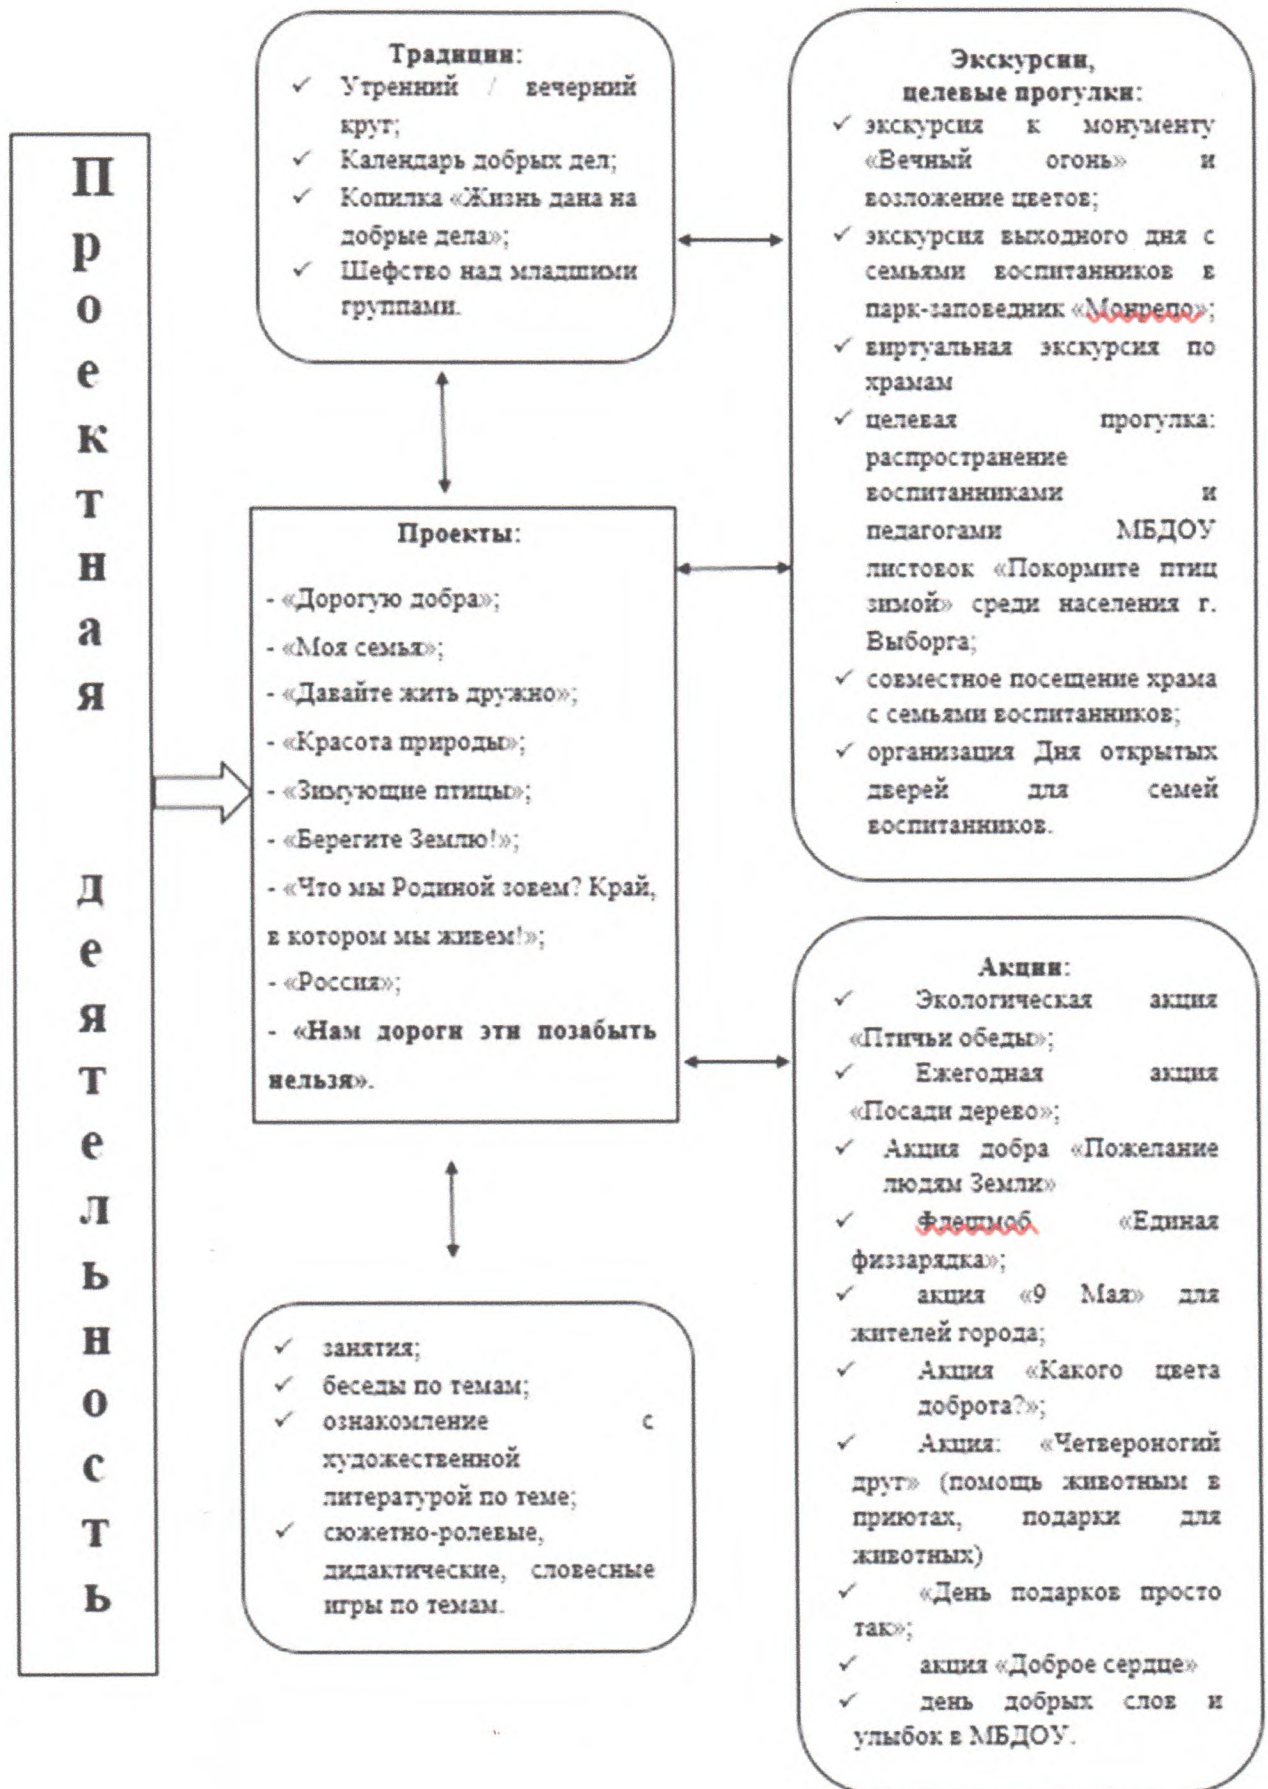 Проектная деятельность
Традиции:
✓ Утренний / вечерний
круг;
✓ Календарь добрых дел;
✓ Копилка «Жизнь дана на
добрые дела»;
✓ Шефство над младшими
группами.
Экскурсии,
целевые прогулки:
✓ экскурсия к монументу
«Вечный огонь» и
возложение цветов;
✓ экскурсия выходного дня с
семьями воспитанников в
парк-заповедник «Монрепо»;
✓ виртуальная экскурсия по
храмам
✓ целевая прогулка:
распространение
воспитанниками и
педагогами МБДОУ
листовок «Покормите птиц
зимой» среди населения г.
Выборга;
✓ совместное посещение храма
с семьями воспитанников;
✓ организация Дня открытых
дверей для семей
воспитанников.
Проекты:
- «Дорогую добра»;
- «Моя семья»;
- «Давайте жить дружно»;
- «Красота природы»;
- «Зимующие птицы»;
- «Берегите Землю!»;
- «Что мы Родиной зовем? Край,
в котором мы живем!»;
- «Россия»;
- «Нам дороги эти позабыть
нельзя».
Акции:
✓ Экологическая акция
«Птичьи обеды»;
✓ Ежегодная акция
«Посади дерево»;
✓ Акция добра «Пожелание
людям Земли»
✓ Флешмоб «Единая
физзарядка»;
✓ акция «9 Мая» для
жителей города;
✓ Акция «Какого цвета
доброта?»;
✓ Акция: «Четвероногий
друг» (помощь животным в
приютах, подарки для
животных)
✓ «День подарков просто
так»;
✓ акция «Доброе сердце»
✓ день добрых слов и
улыбок в МБДОУ.
✓ занятия;
✓ беседы по темам;
✓ ознакомление с
художественной
литературой по теме;
✓ сюжетно-ролевые,
дидактические, словесные
игры по темам.